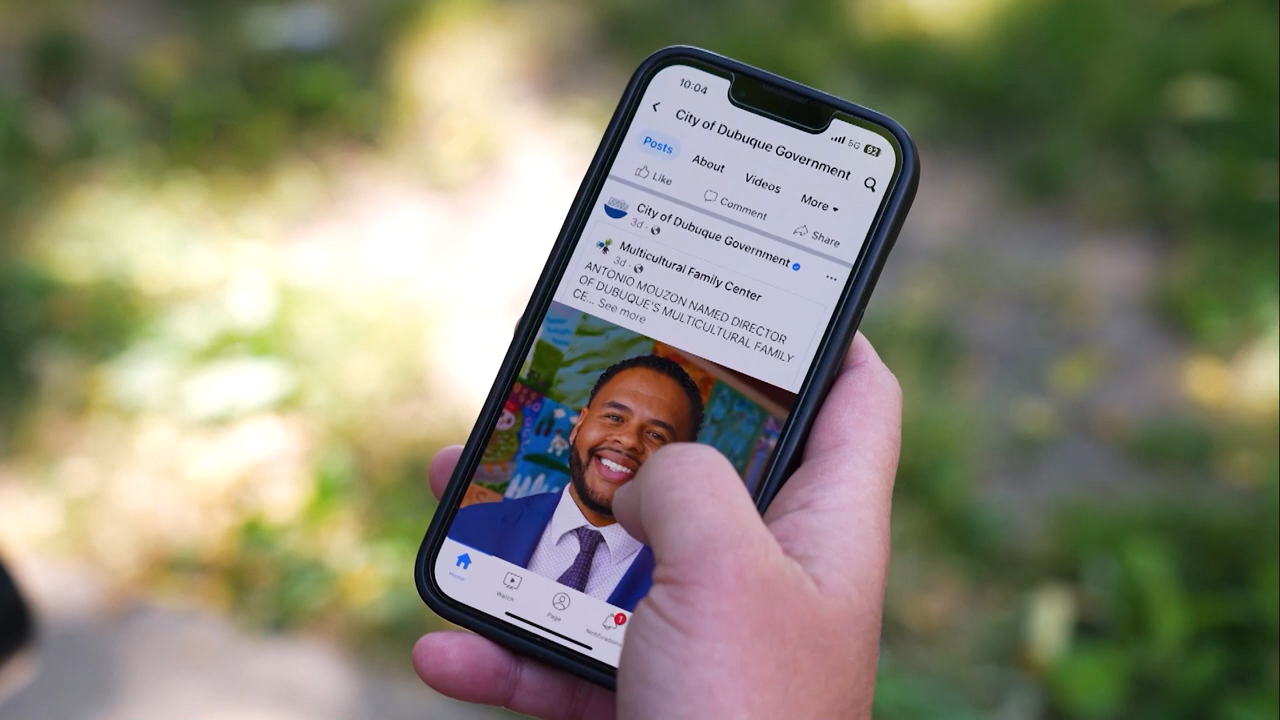 10:04
5G 92
City of Dubuque Government
Posts About Videos More
Like Comment Share
City of Dubuque Government
3d
Multicultural Family Center
3d
ANTONIO MOUZON NAMED DIRECTOR
OF DUBUQUE'S MULTICULTURAL FAMILY
CE... See more
Home Watch Page Notifications
1